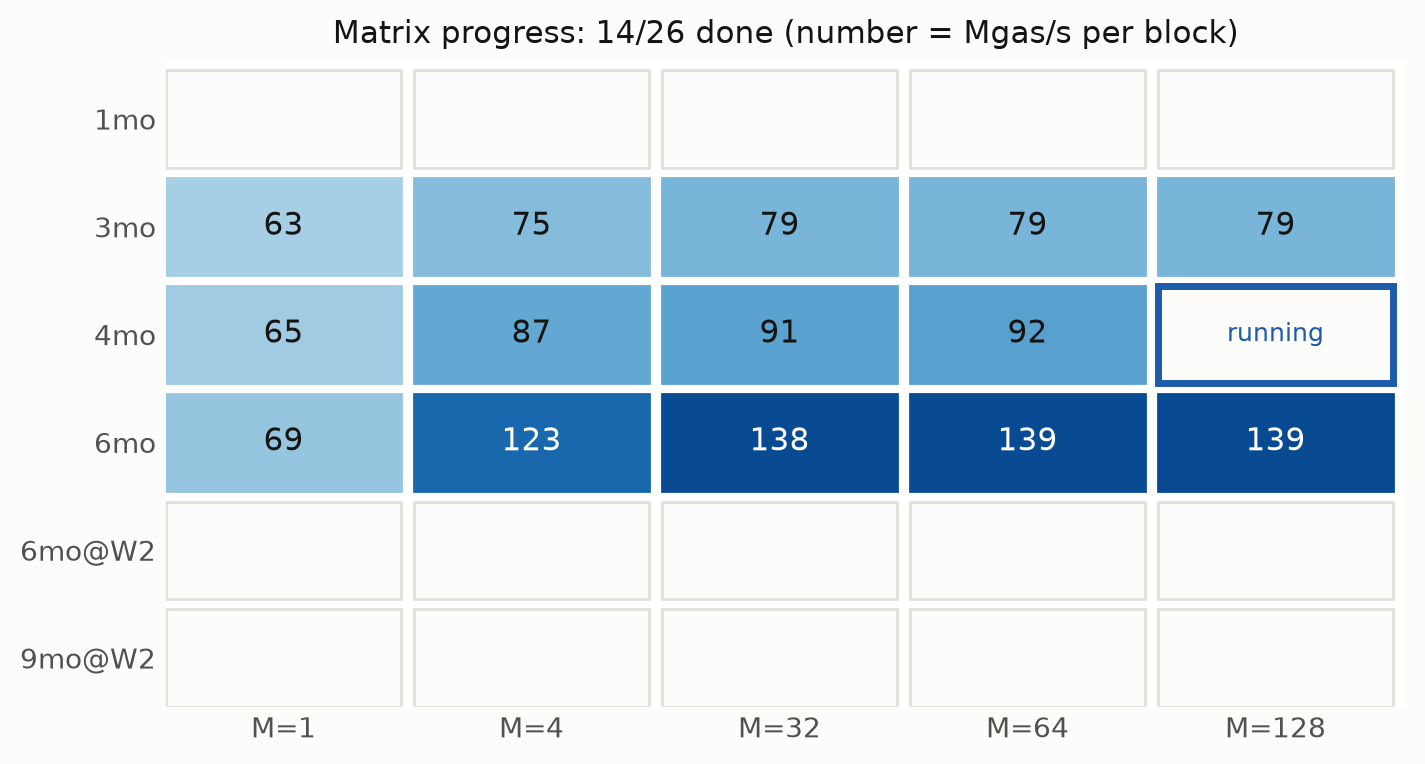 Matrix progress: 14/26 done (number = Mgas/s per block)
1mo
3mo 63 75 79 79 79
4mo 65 87 91 92 running
6mo 69 123 138 139 139
6mo@W2
9mo@W2
M=1 M=4 M=32 M=64 M=128